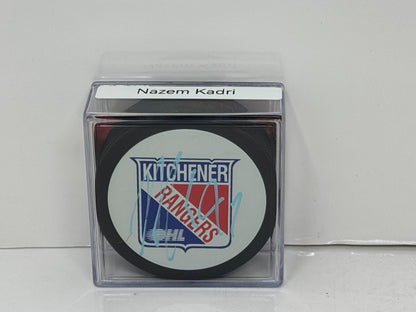 Nazem Kadri
KITCHENER
RANGERS
OHL